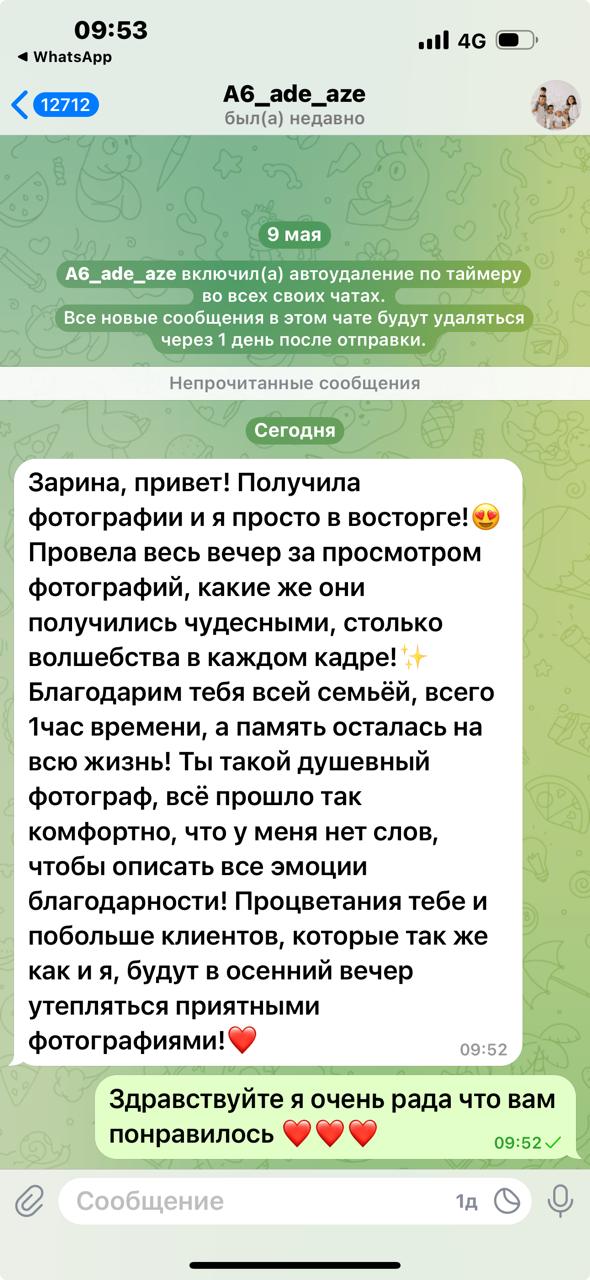 09:53
4G
◀ WhatsApp
12712
A6_ade_aze
был(а) недавно
9 мая
A6_ade_aze включил(а) автоудаление по таймеру
во всех своих чатах.
Все новые сообщения в этом чате будут удаляться
через 1 день после отправки.
Непрочитанные сообщения
Сегодня
Зарина, привет! Получила
фотографии и я просто в восторге!😍
Провела весь вечер за просмотром
фотографий, какие же они
получились чудесными, столько
волшебства в каждом кадре!✨
Благодарим тебя всей семьёй, всего
1час времени, а память осталась на
всю жизнь! Ты такой душевный
фотограф, всё прошло так
комфортно, что у меня нет слов,
чтобы описать все эмоции
благодарности! Процветания тебе и
побольше клиентов, которые так же
как и я, будут в осенний вечер
утепляться приятными
фотографиями!❤️
09:52
Здравствуйте я очень рада что вам
понравилось ❤️❤️❤️
09:52
Сообщение
1д